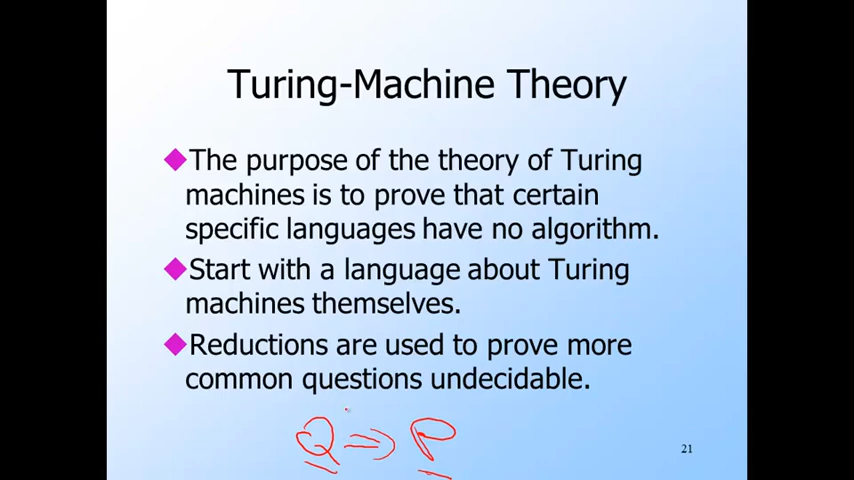 Turing-Machine Theory
The purpose of the theory of Turing
machines is to prove that certain
specific languages have no algorithm.
Start with a language about Turing
machines themselves.
Reductions are used to prove more
common questions undecidable.
Q ⇒ P
21